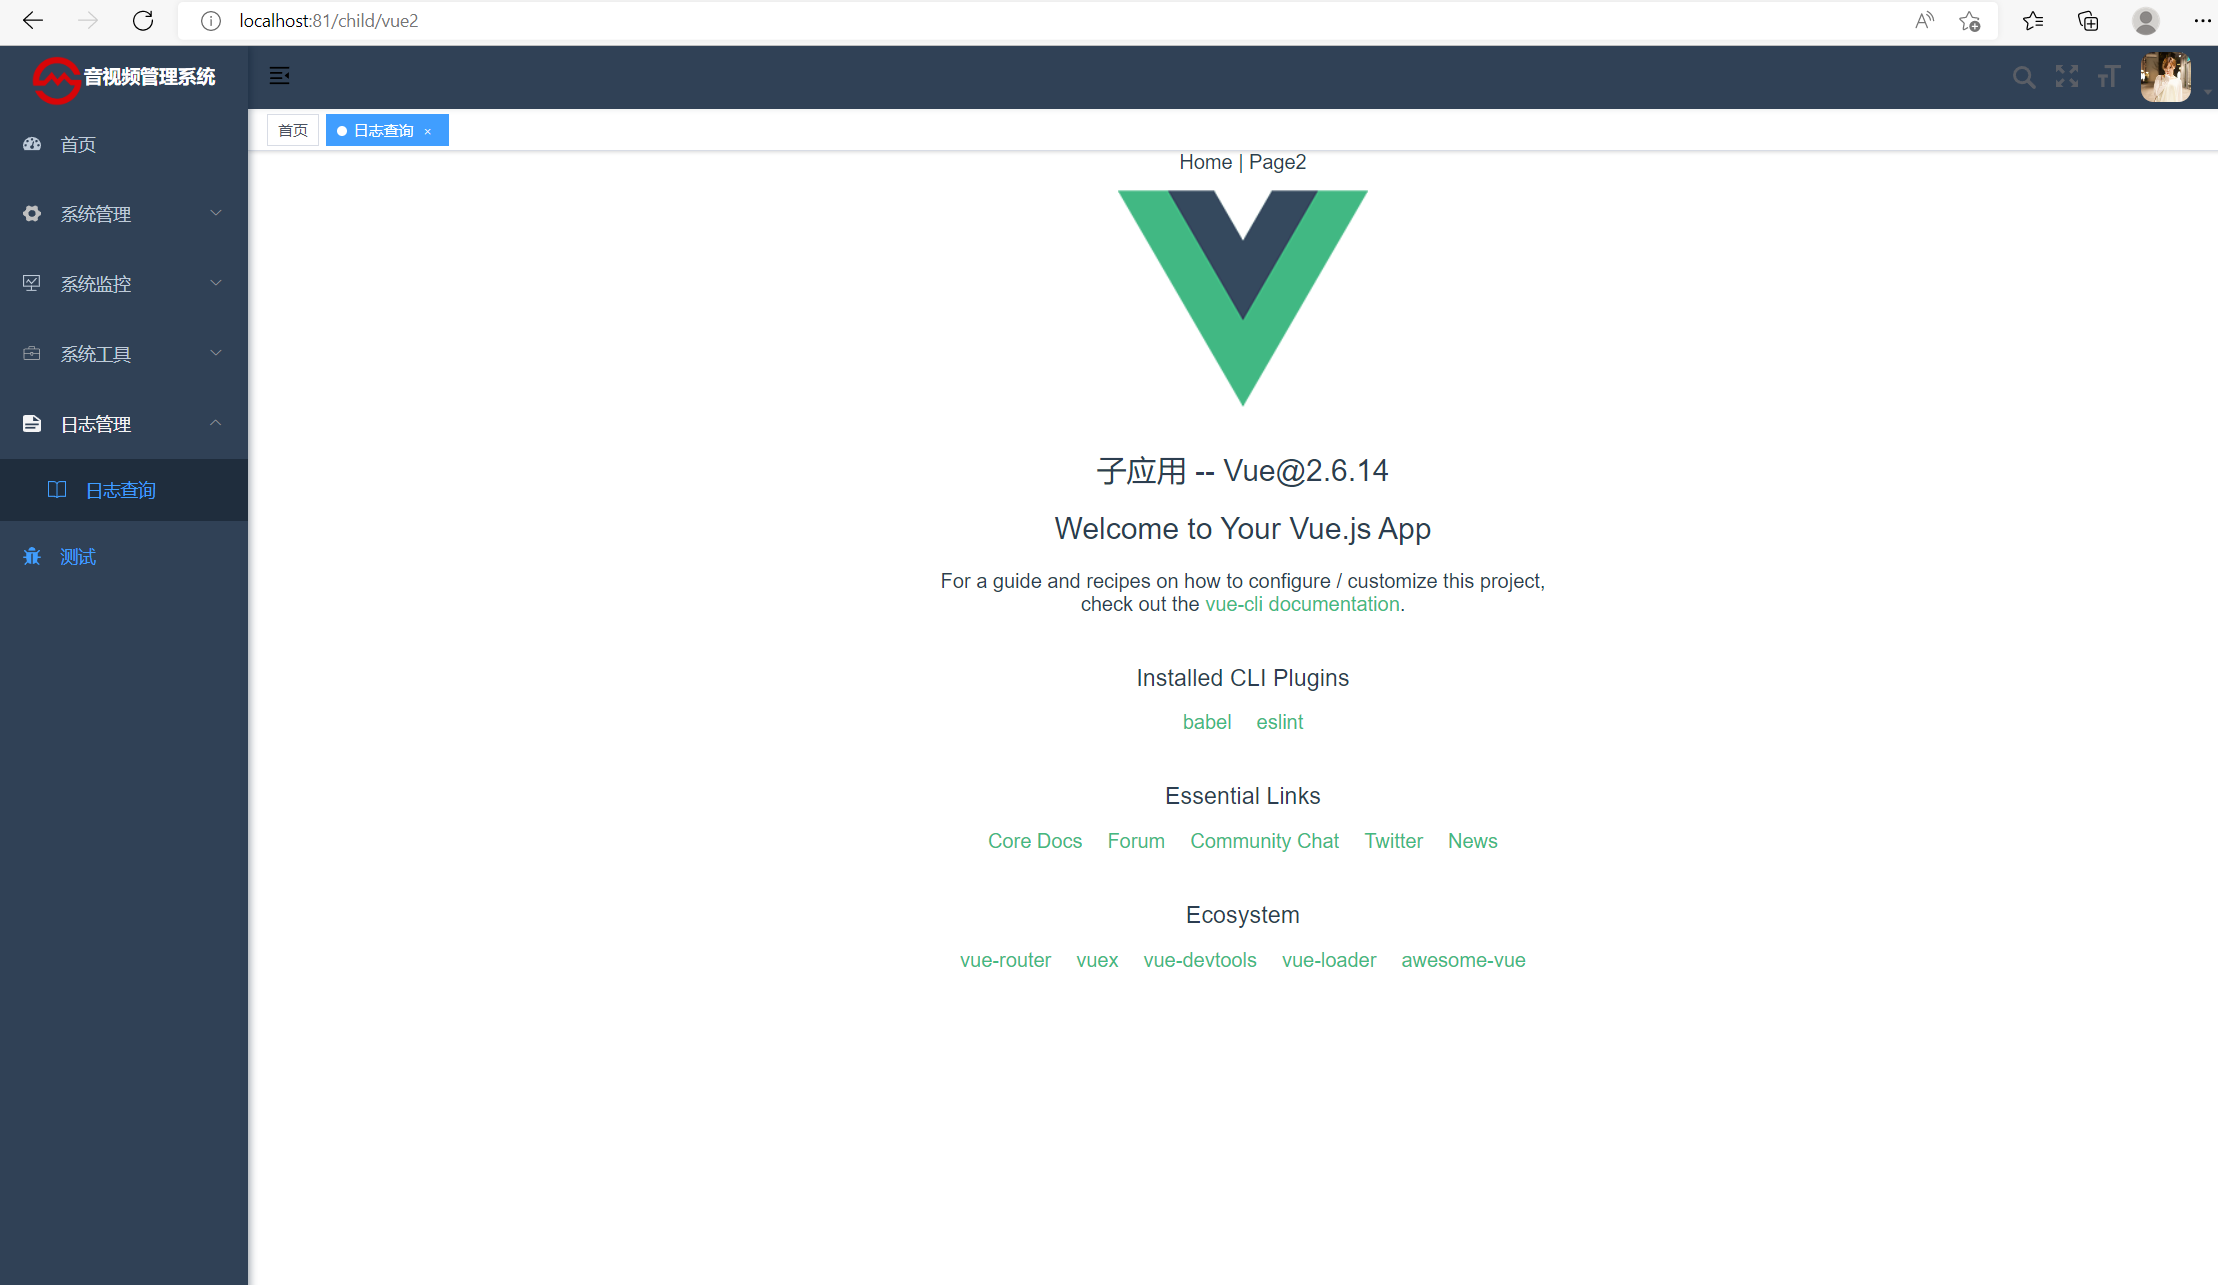 localhost:81/child/vue2
音视频管理系统
首页
系统管理
系统监控
系统工具
日志管理
日志查询
测试
首页
日志查询 ×
Home | Page2
子应用 -- Vue@2.6.14
Welcome to Your Vue.js App
For a guide and recipes on how to configure / customize this project,
check out the vue-cli documentation.
Installed CLI Plugins
babel eslint
Essential Links
Core Docs Forum Community Chat Twitter News
Ecosystem
vue-router vuex vue-devtools vue-loader awesome-vue